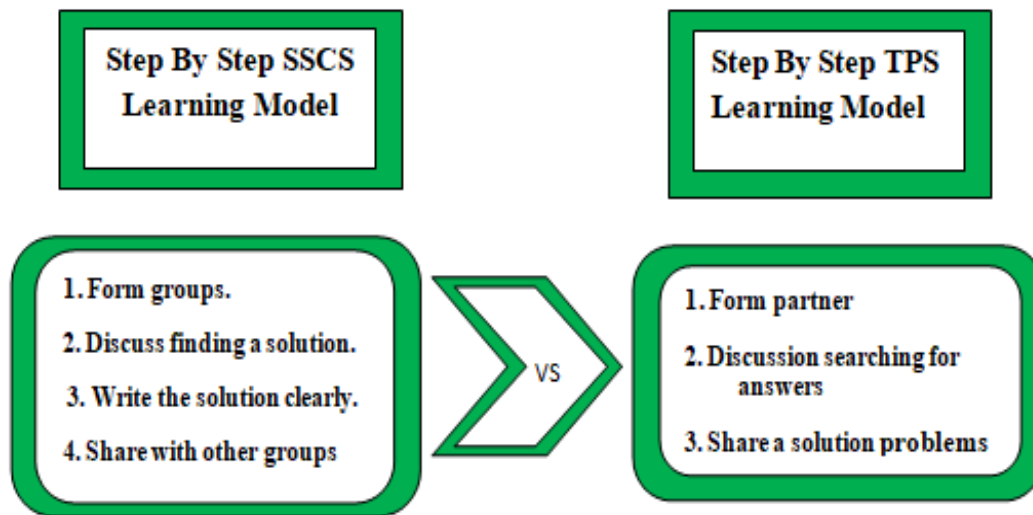 Step By Step SSCS
Learning Model
Step By Step TPS
Learning Model
1. Form groups.
2. Discuss finding a solution.
3. Write the solution clearly.
4. Share with other groups
VS
1. Form partner
2. Discussion searching for
answers
3. Share a solution problems